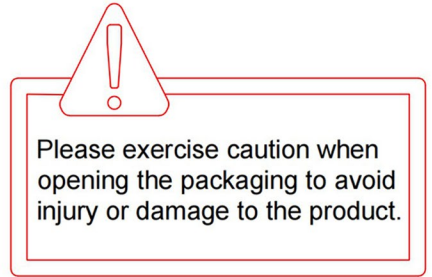 Please exercise caution when
opening the packaging to avoid
injury or damage to the product.